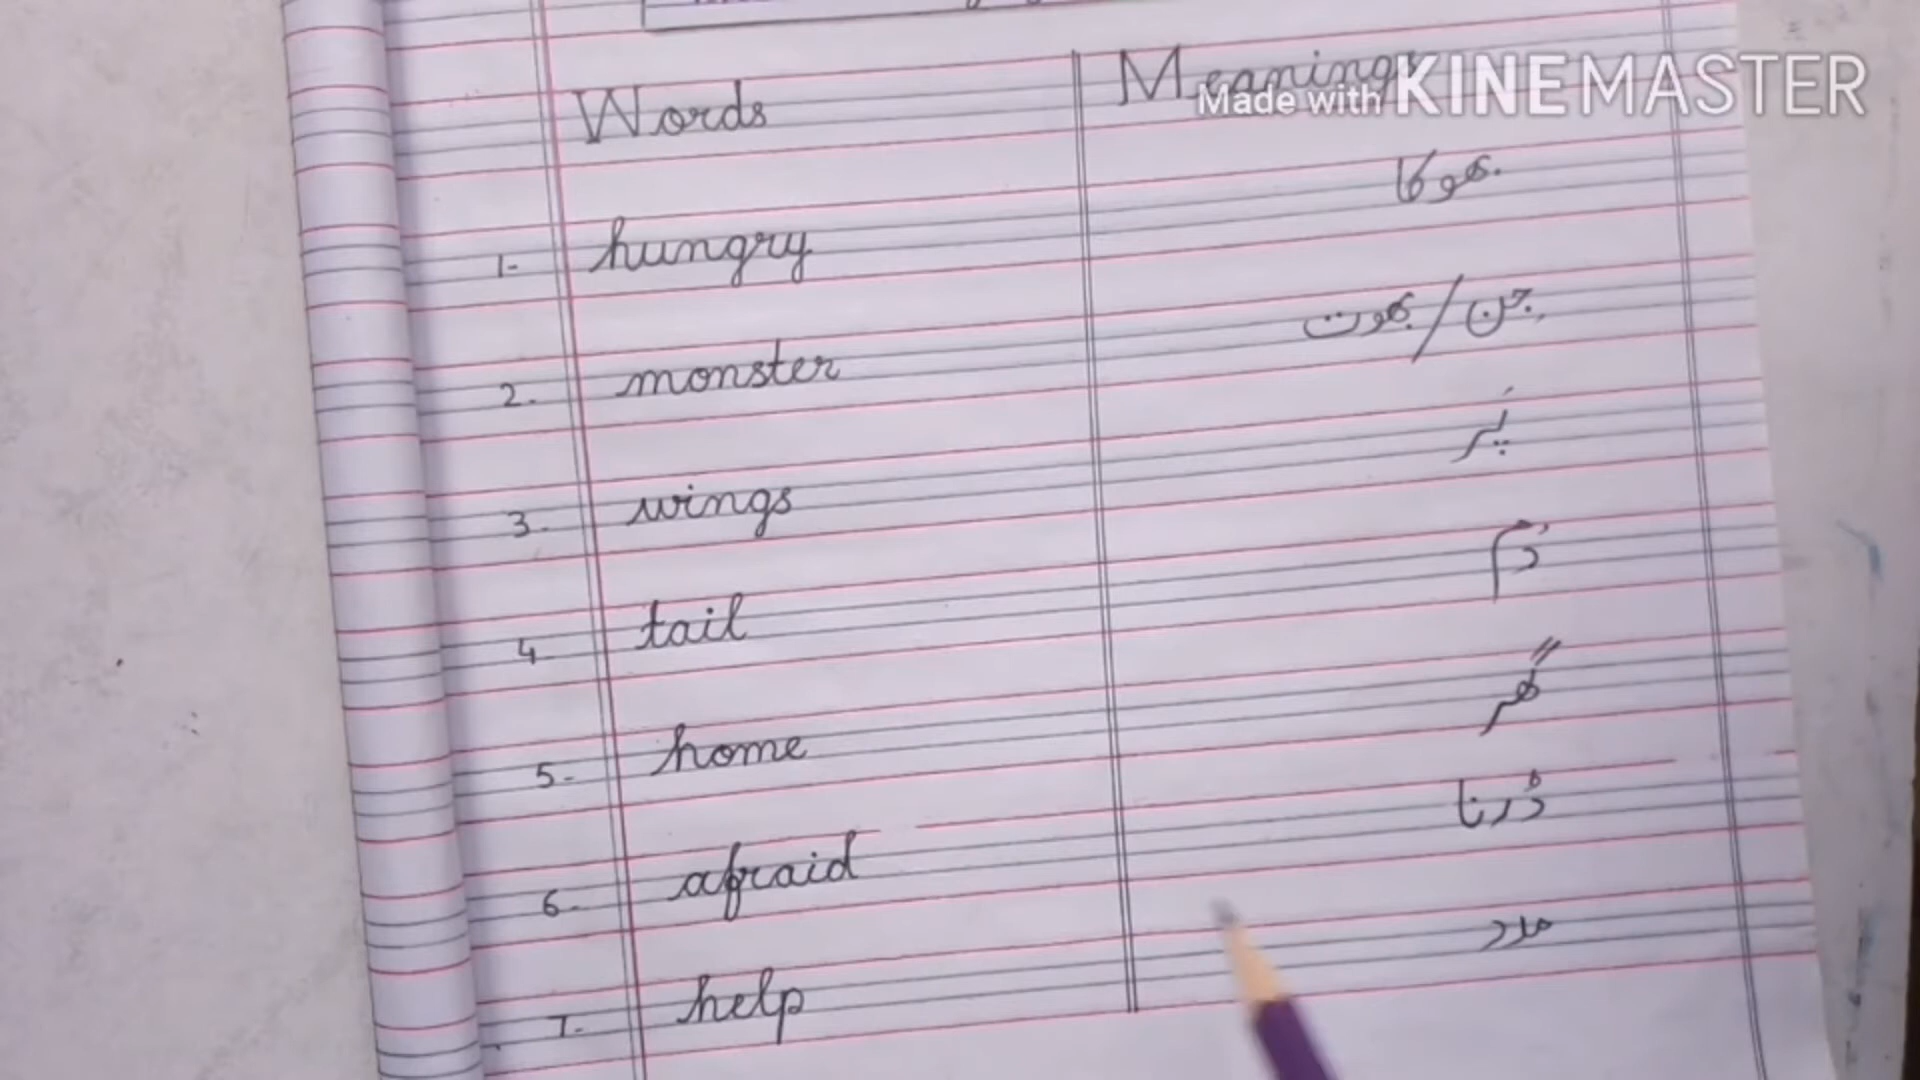 Words Meanings
Made with KINEMASTER
1- hungry بھوکا
2. monster جن/بھوت
3. wings پَر
4 tail دُم
5- home گھر
6- afraid ڈرنا
7- help مدد